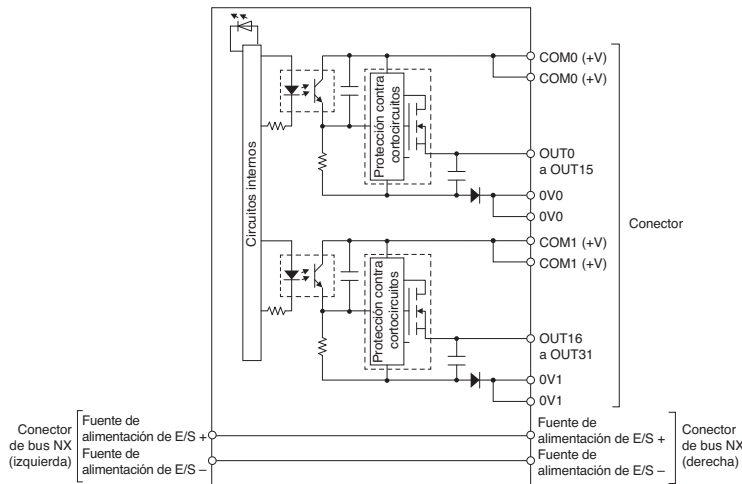 COM0 (+V)
COM0 (+V)
Protección contra
cortocircuitos
OUT0
a OUT15
0V0
0V0
Circuitos internos
Conector
COM1 (+V)
COM1 (+V)
Protección contra
cortocircuitos
OUT16
a OUT31
0V1
0V1
Conector
de bus NX
(izquierda)
Fuente de
alimentación de E/S +
Fuente de
alimentación de E/S –
Fuente de
alimentación de E/S +
Fuente de
alimentación de E/S –
Conector
de bus NX
(derecha)